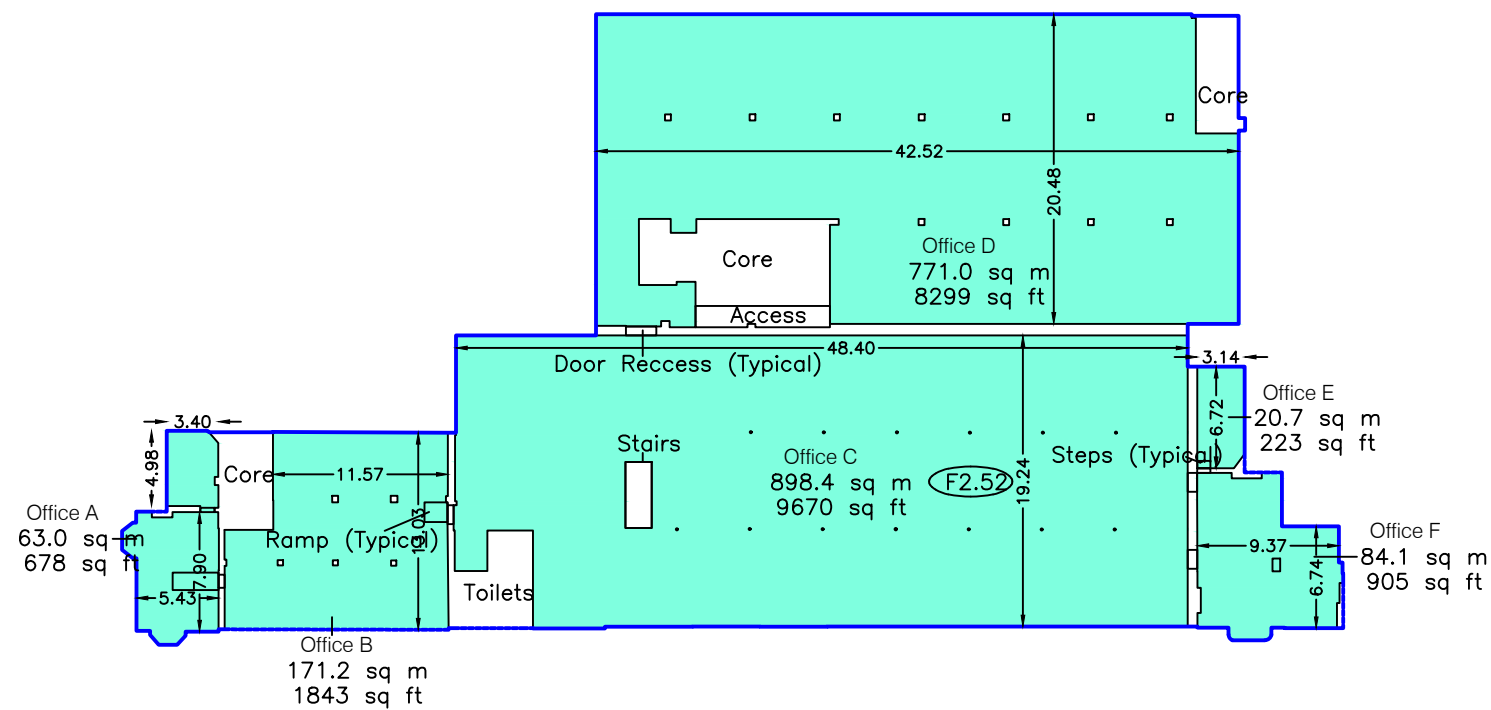 Core
42.52
20.48
Office D
771.0 sq m
8299 sq ft
Core
Access
48.40
Door Reccess (Typical)
3.14
6.72
Office E
20.7 sq m
223 sq ft
3.40
4.98
Core
11.57
13.03
Stairs
Office C
898.4 sq m
9670 sq ft
F2.52
19.24
Steps (Typical)
Office A
63.0 sq m
678 sq ft
7.90
5.43
Ramp (Typical)
Toilets
9.37
6.74
Office F
84.1 sq m
905 sq ft
Office B
171.2 sq m
1843 sq ft